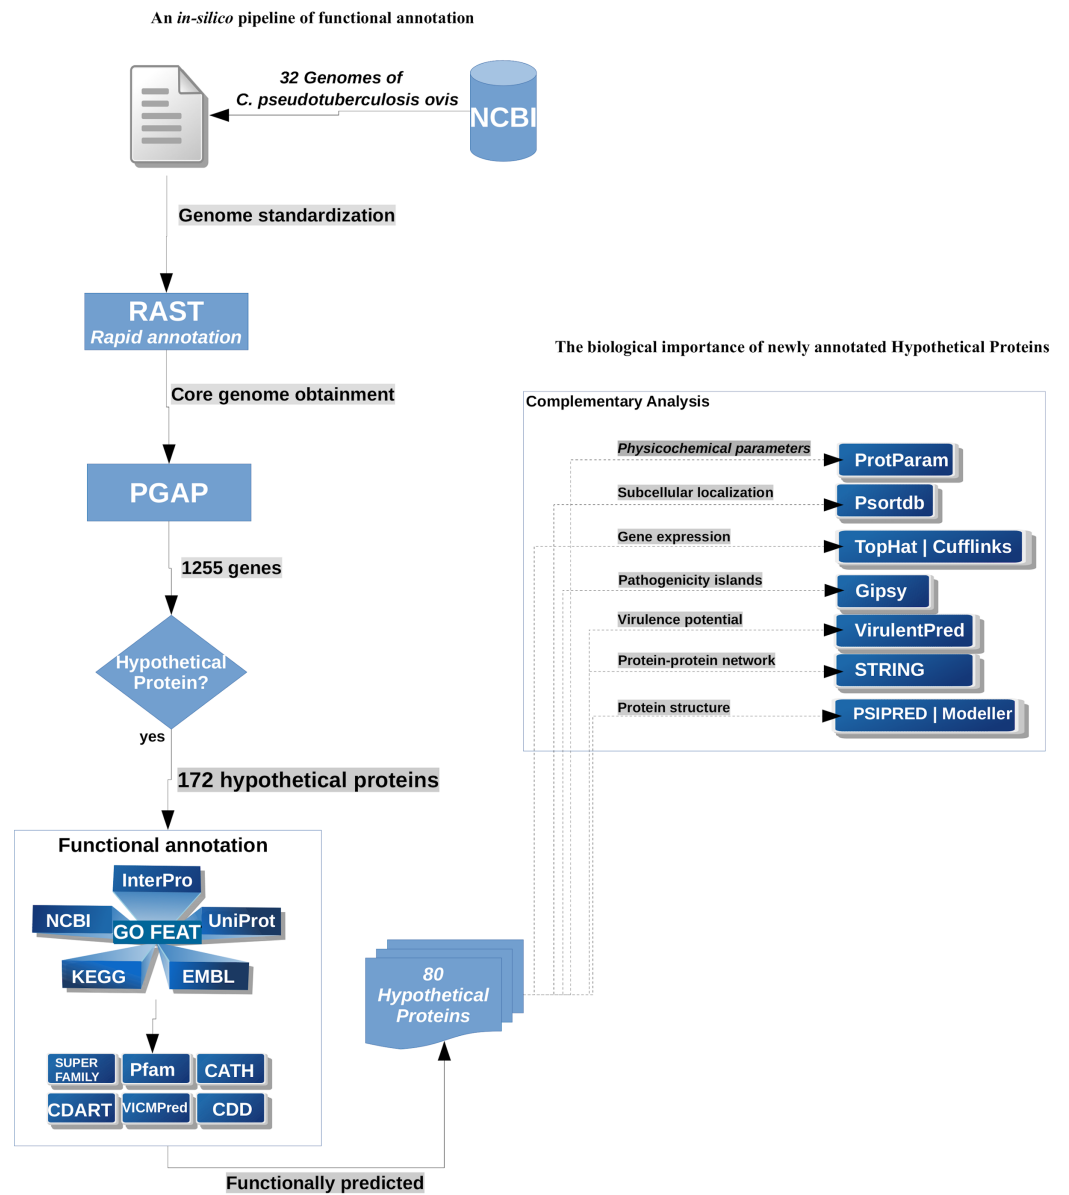 An in-silico pipeline of functional annotation
32 Genomes of
C. pseudotuberculosis ovis
NCBI
Genome standardization
RAST
Rapid annotation
Core genome obtainment
PGAP
1255 genes
Hypothetical
Protein?
yes
172 hypothetical proteins
Functional annotation
InterPro
NCBI
UniProt
GO FEAT
KEGG
EMBL
SUPER
FAMILY
Pfam
CATH
CDART
VICMPred
CDD
Functionally predicted
80
Hypothetical
Proteins
The biological importance of newly annotated Hypothetical Proteins
Complementary Analysis
Physicochemical parameters
ProtParam
Subcellular localization
Psortdb
Gene expression
TopHat | Cufflinks
Pathogenicity islands
Gipsy
Virulence potential
VirulentPred
Protein-protein network
STRING
Protein structure
PSIPRED | Modeller